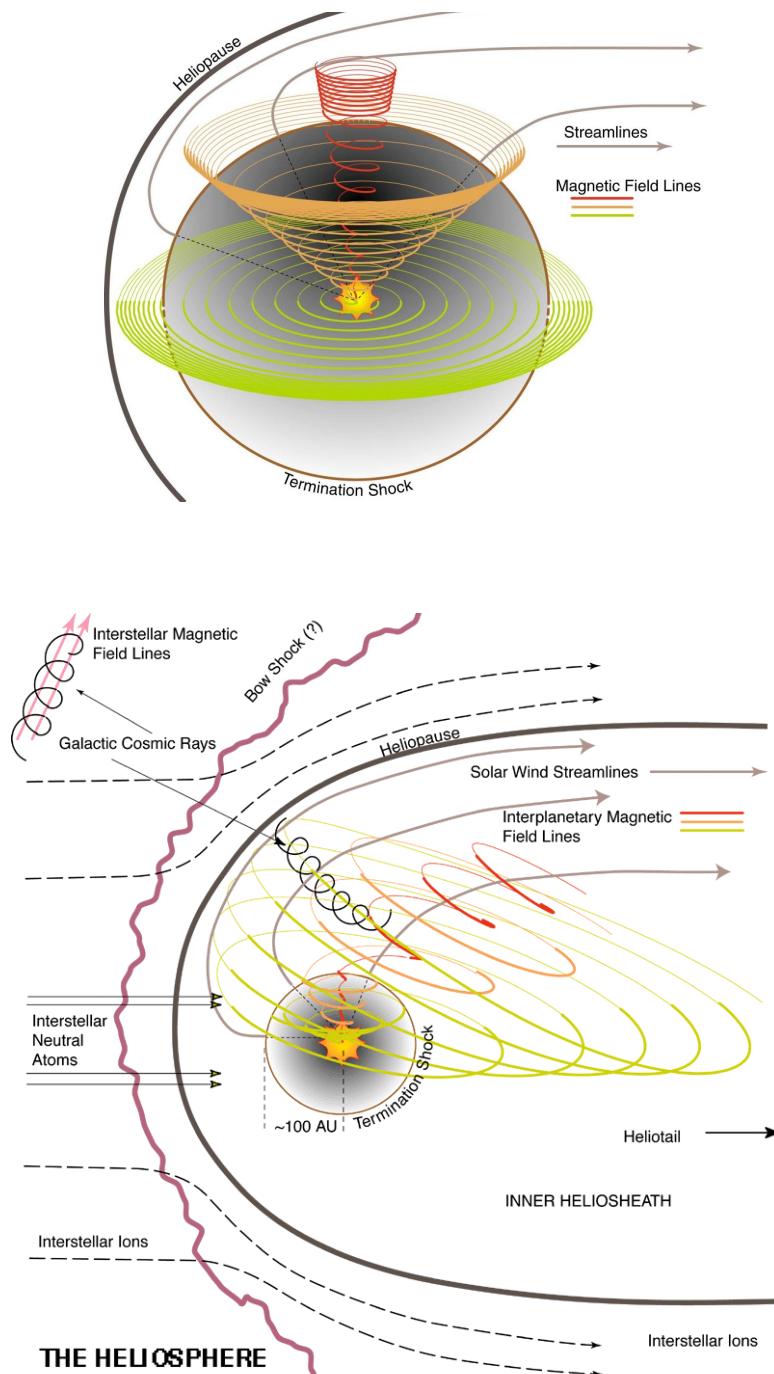 Heliopause
Streamlines
Magnetic Field Lines
Termination Shock
Interstellar Magnetic
Field Lines
Bow Shock (?)
Galactic Cosmic Rays
Heliopause
Solar Wind Streamlines
Interplanetary Magnetic
Field Lines
Interstellar
Neutral
Atoms
Termination Shock
~100 AU
Heliotail
INNER HELIOSHEATH
Interstellar Ions
Interstellar Ions
THE HELIOSPHERE